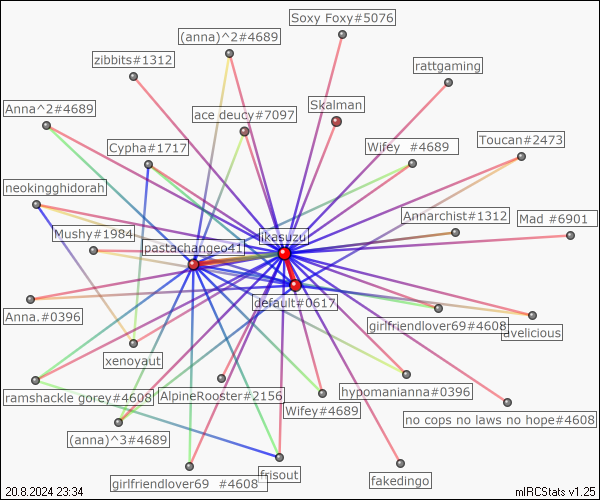 Soxy Foxy#5076
(anna)^2#4689
zibbits#1312
rattgaming
Anna^2#4689
ace deucy#7097
Skalman
Cypha#1717
Wifey #4689
Toucan#2473
neokingghidorah
Annarchist#1312
Mad #6901
Mushy#1984
ikasuzu
pastachange41
default#0617
Anna.#0396
girlfriendlover69#4608
avelicious
xenoyaut
ramshackle gorey#4608
AlpineRooster#2156
hypomanianna#0396
Wifey#4689
no cops no laws no hope#4608
(anna)^3#4689
frisout
fakedingo
girlfriendlover69 #4608
20.8.2024 23:34
mIRCStats v1.25